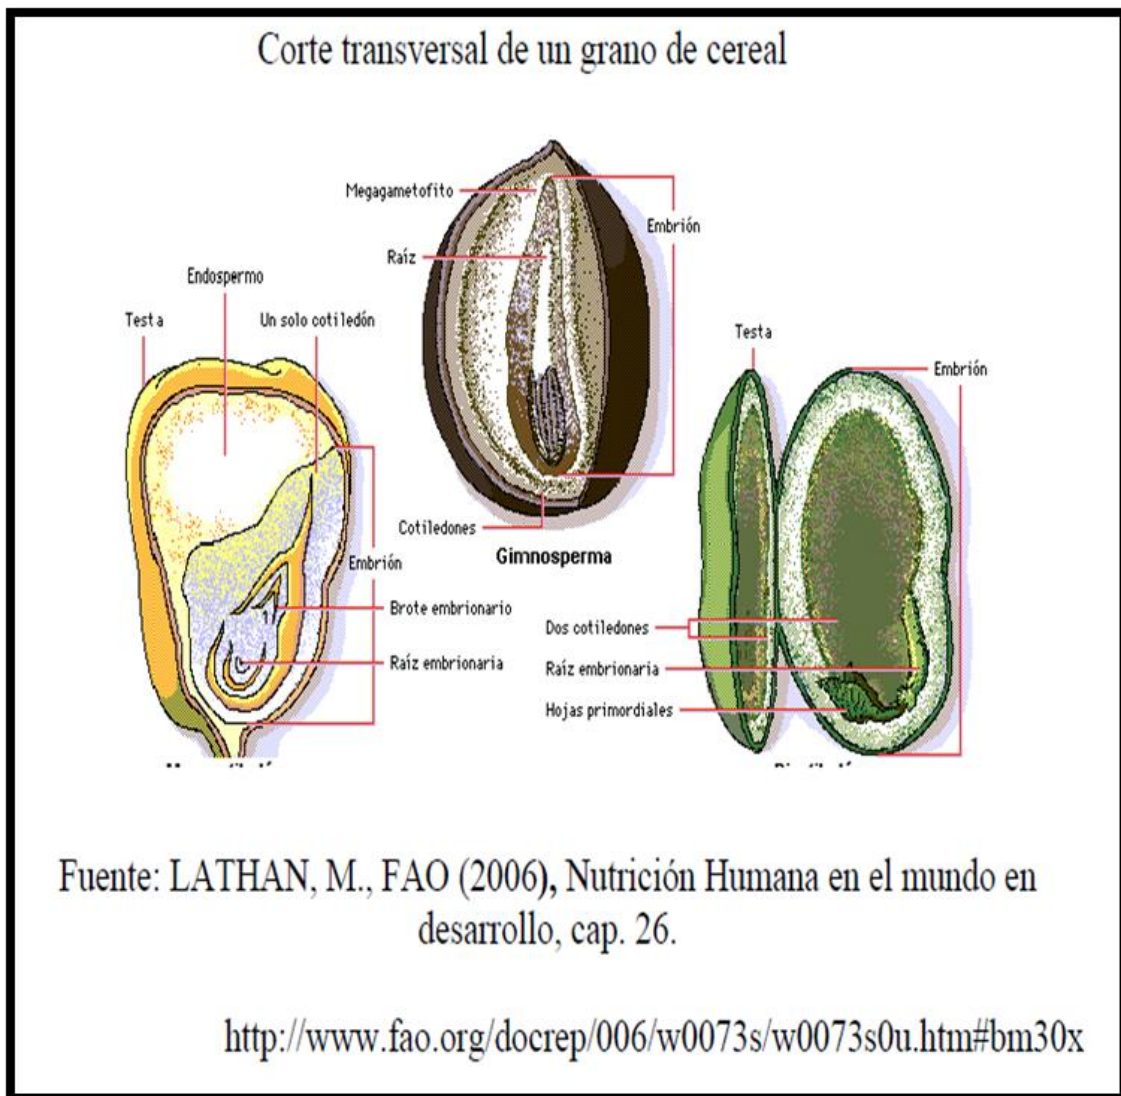 Corte transversal de un grano de cereal
Megagametofito
Embrión
Raíz
Cotiledones
Gimnosperma
Endospermo
Testa
Un solo cotiledón
Embrión
Brote embrionario
Raíz embrionaria
Testa
Embrión
Dos cotiledones
Raíz embrionaria
Hojas primordiales
Fuente: LATHAN, M., FAO (2006), Nutrición Humana en el mundo en
desarrollo, cap. 26.
http://www.fao.org/docrep/006/w0073s/w0073s0u.htm#bm30x